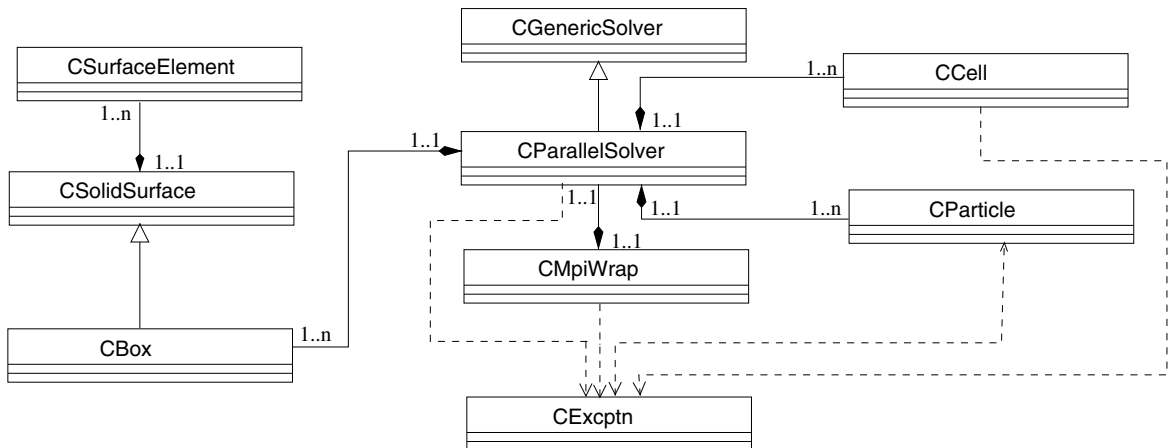 CGenericSolver
CSurfaceElement
CCell
1..n
1..n
1..1
1..1
1..1
CParallelSolver
CSolidSurface
1..1
1..1
1..n
CParticle
1..1
CMpiWrap
1..n
CBox
CExcptn